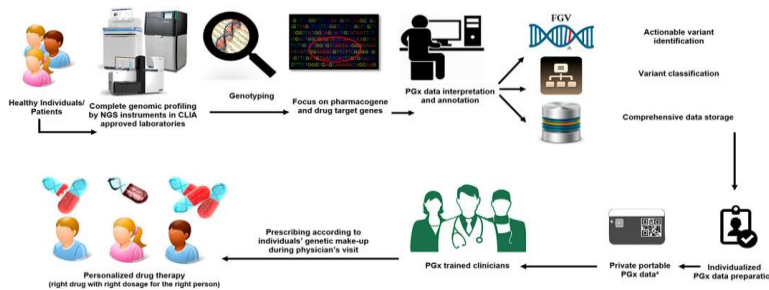 FGV
Actionable variant
identification
Variant classification
Comprehensive data storage
Healthy Individuals/
Patients
Complete genomic profiling
by NGS instruments in CLIA
approved laboratories
Genotyping
Focus on pharmacogene
and drug target genes
PGx data interpretation
and annotation
Individualized
PGx data preparation
Private portable
PGx data*
PGx trained clinicians
Prescribing according to
individuals' genetic make-up
during physician's visit
Personalized drug therapy
(right drug with right dosage for the right person)